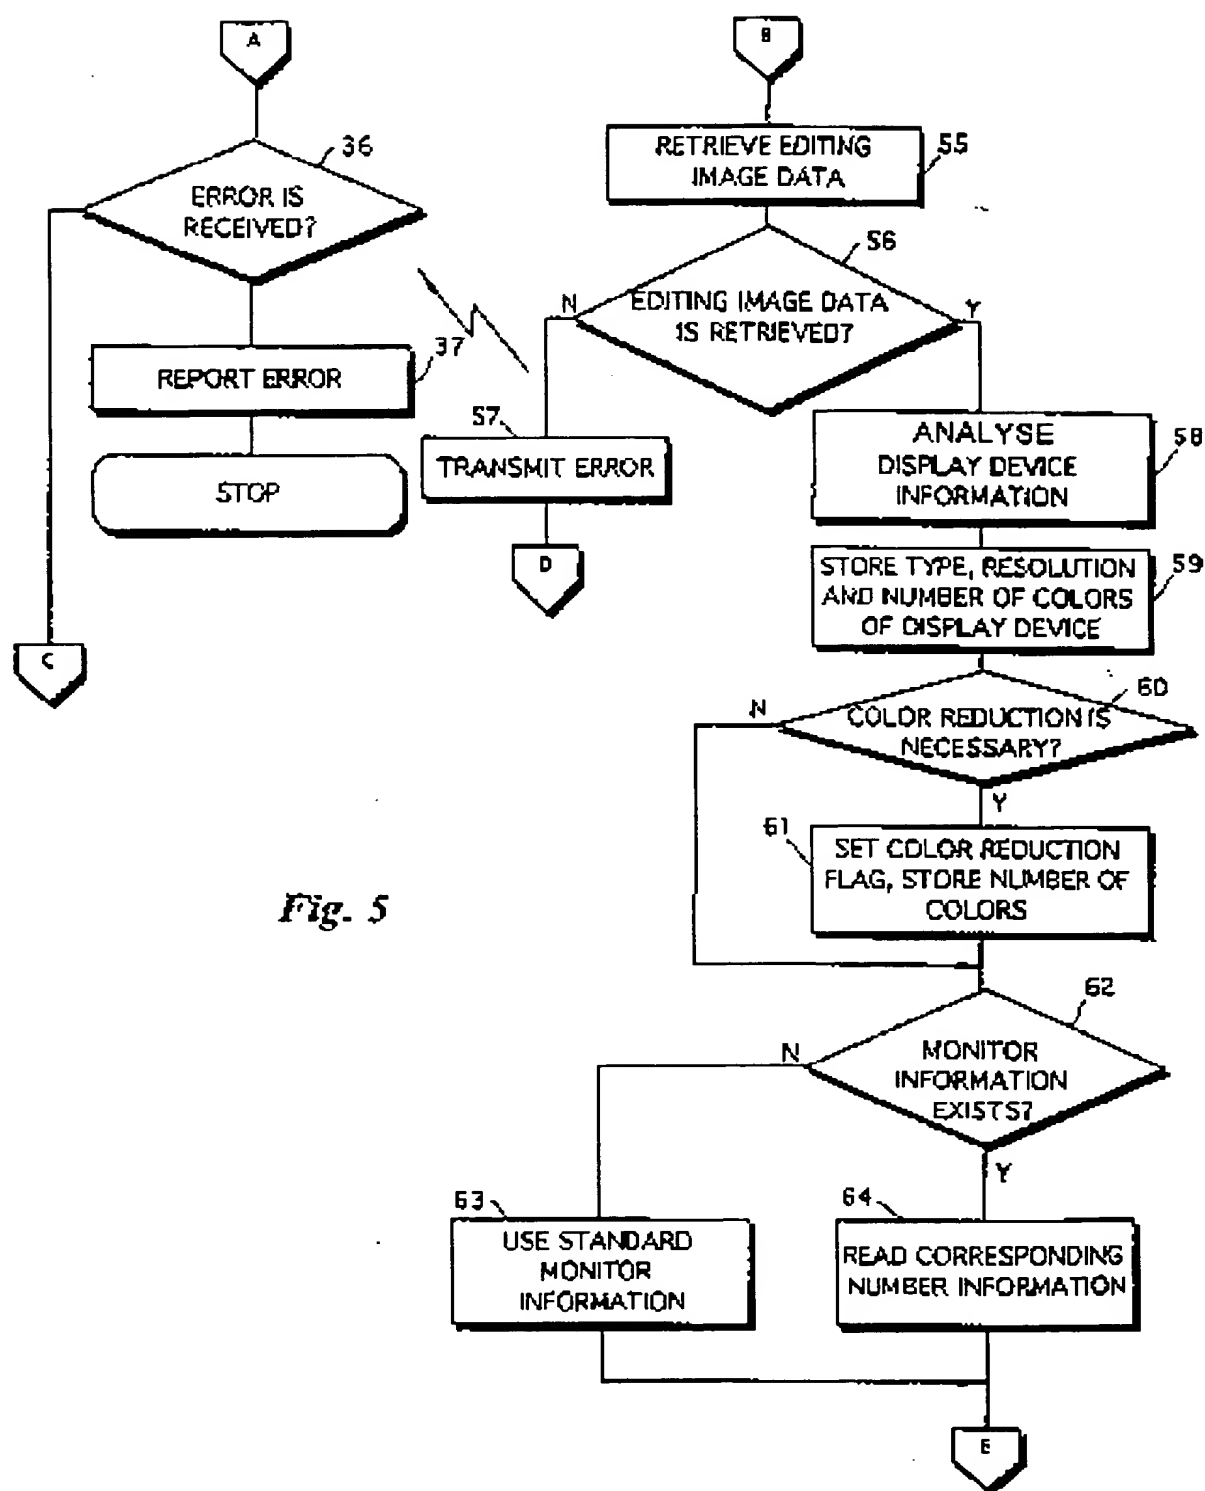 A
36
ERROR IS
RECEIVED?
37
REPORT ERROR
STOP
C
B
RETRIEVE EDITING
IMAGE DATA
55
56
N
EDITING IMAGE DATA
IS RETRIEVED?
Y
57
TRANSMIT ERROR
D
ANALYSE
DISPLAY DEVICE
INFORMATION
58
STORE TYPE, RESOLUTION
AND NUMBER OF COLORS
OF DISPLAY DEVICE
59
60
N
COLOR REDUCTION IS
NECESSARY?
Y
61
SET COLOR REDUCTION
FLAG, STORE NUMBER OF
COLORS
Fig. 5
62
N
MONITOR
INFORMATION
EXISTS?
Y
63
USE STANDARD
MONITOR
INFORMATION
64
READ CORRESPONDING
NUMBER INFORMATION
E